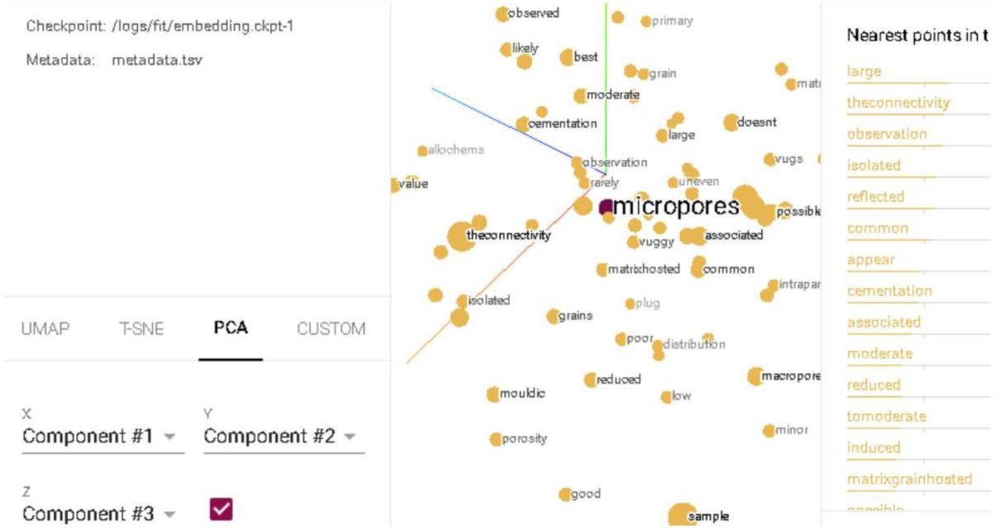 Checkpoint: /logs/fit/embedding.ckpt-1
Metadata: metadata.tsv
UMAP T-SNE PCA CUSTOM
X
Component #1
Y
Component #2
Z
Component #3
observed
primary
likely
best
grain
matr
moderate
cementation
doesnt
large
allochems
observation
vugs
value
rarely
uneven
micropores
possible
theconnectivity
associated
vuggy
matrixhosted
common
intrapar
isolated
plug
grains
poor
distribution
reduced
macropore
mouldic
low
minor
porosity
good
sample
Nearest points in t
large
theconnectivity
observation
isolated
reflected
common
appear
cementation
associated
moderate
reduced
tomoderate
induced
matrixgrainhosted
possible